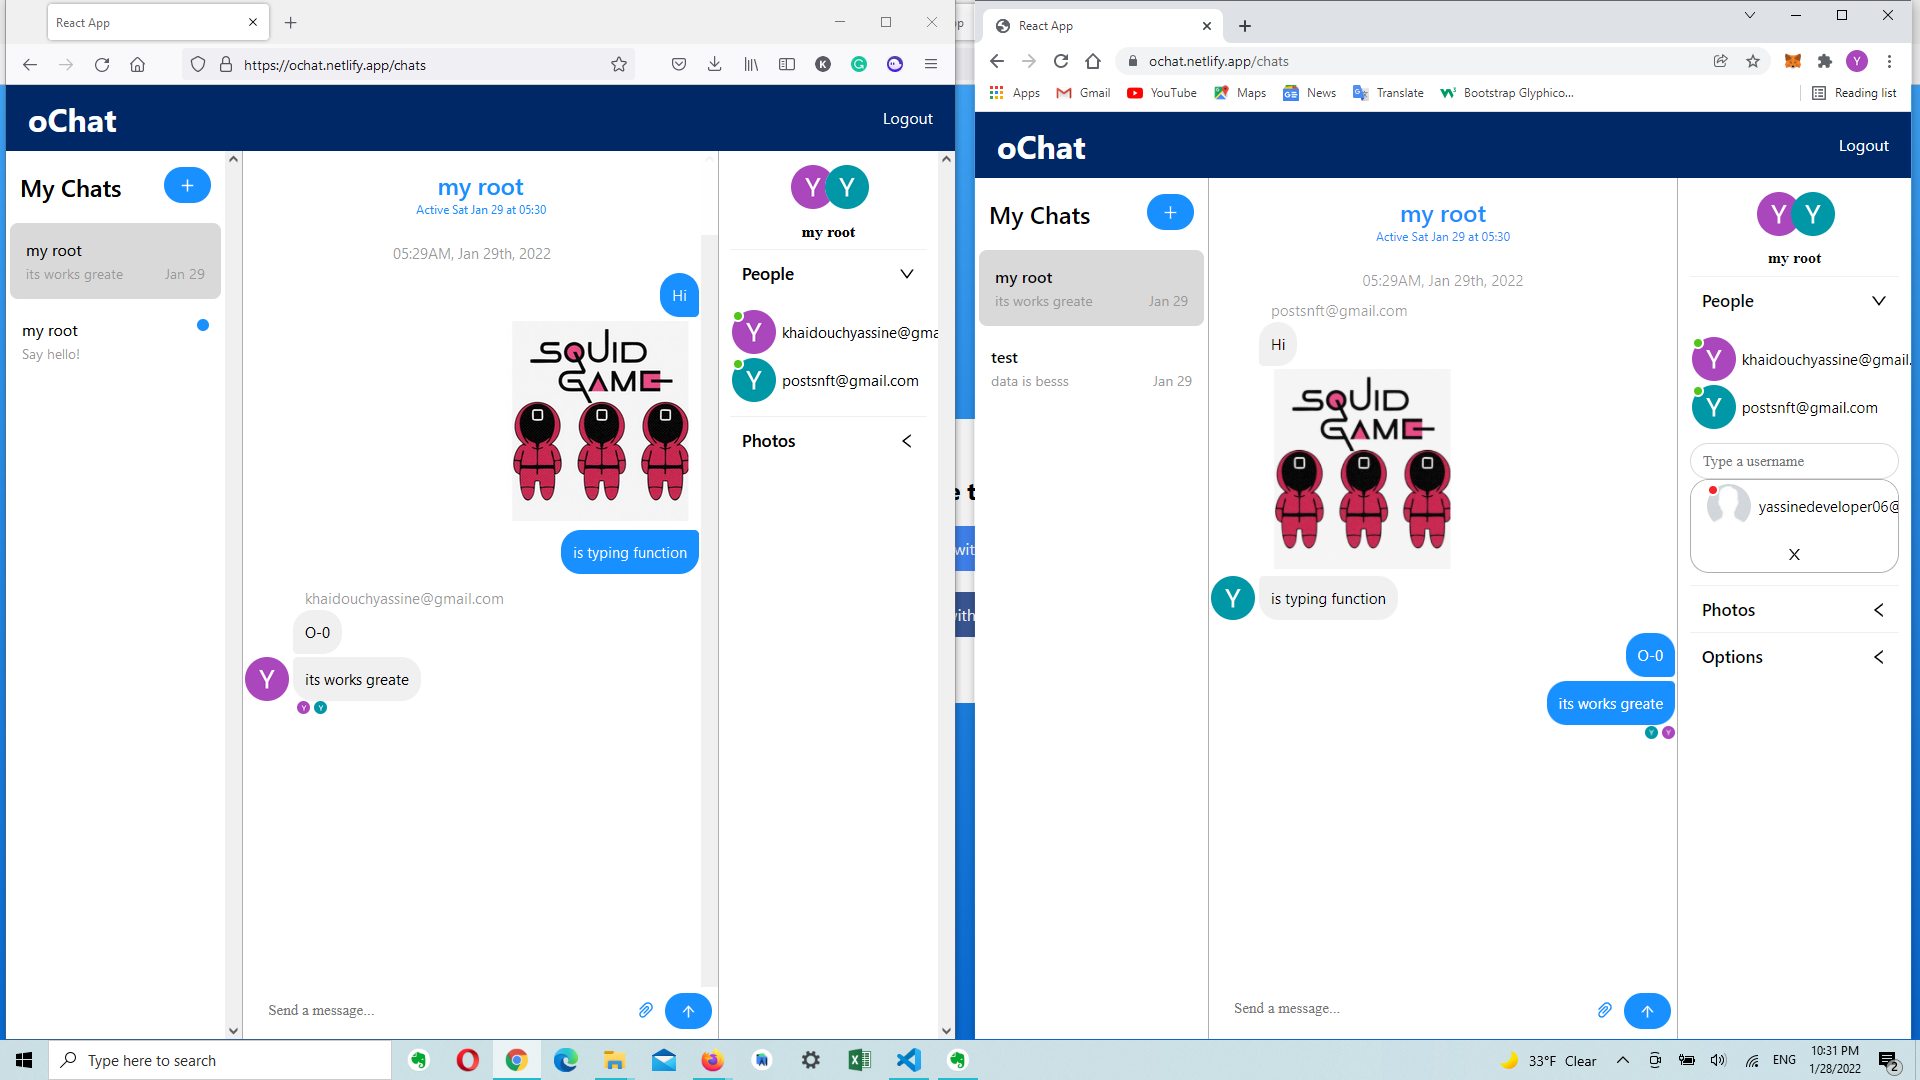 React App
https://ochat.netlify.app/chats
oChat
Logout
My Chats
my root
its works greate
Jan 29
my root
Say hello!
my root
Active Sat Jan 29 at 05:30
05:29AM, Jan 29th, 2022
Hi
SQUID
GAME
is typing function
khaidouchyassine@gmail.com
O-0
Y
its works greate
Y Y
Send a message...
Y Y
my root
People
Y
khaidouchyassine@gma
Y
postsnft@gmail.com
Photos
e t
wit
with
React App
ochat.netlify.app/chats
Y
Apps
Gmail
YouTube
Maps
News
Translate
Bootstrap Glyphico...
Reading list
oChat
Logout
My Chats
my root
its works greate
Jan 29
test
data is besss
Jan 29
my root
Active Sat Jan 29 at 05:30
05:29AM, Jan 29th, 2022
postsnft@gmail.com
Hi
SQUID
GAME
Y
is typing function
O-0
its works greate
Y Y
Send a message...
Y Y
my root
People
Y
khaidouchyassine@gmail.
Y
postsnft@gmail.com
Type a username
yassinedeveloper06@
X
Photos
Options
Type here to search
33°F Clear
ENG
10:31 PM
1/28/2022
2